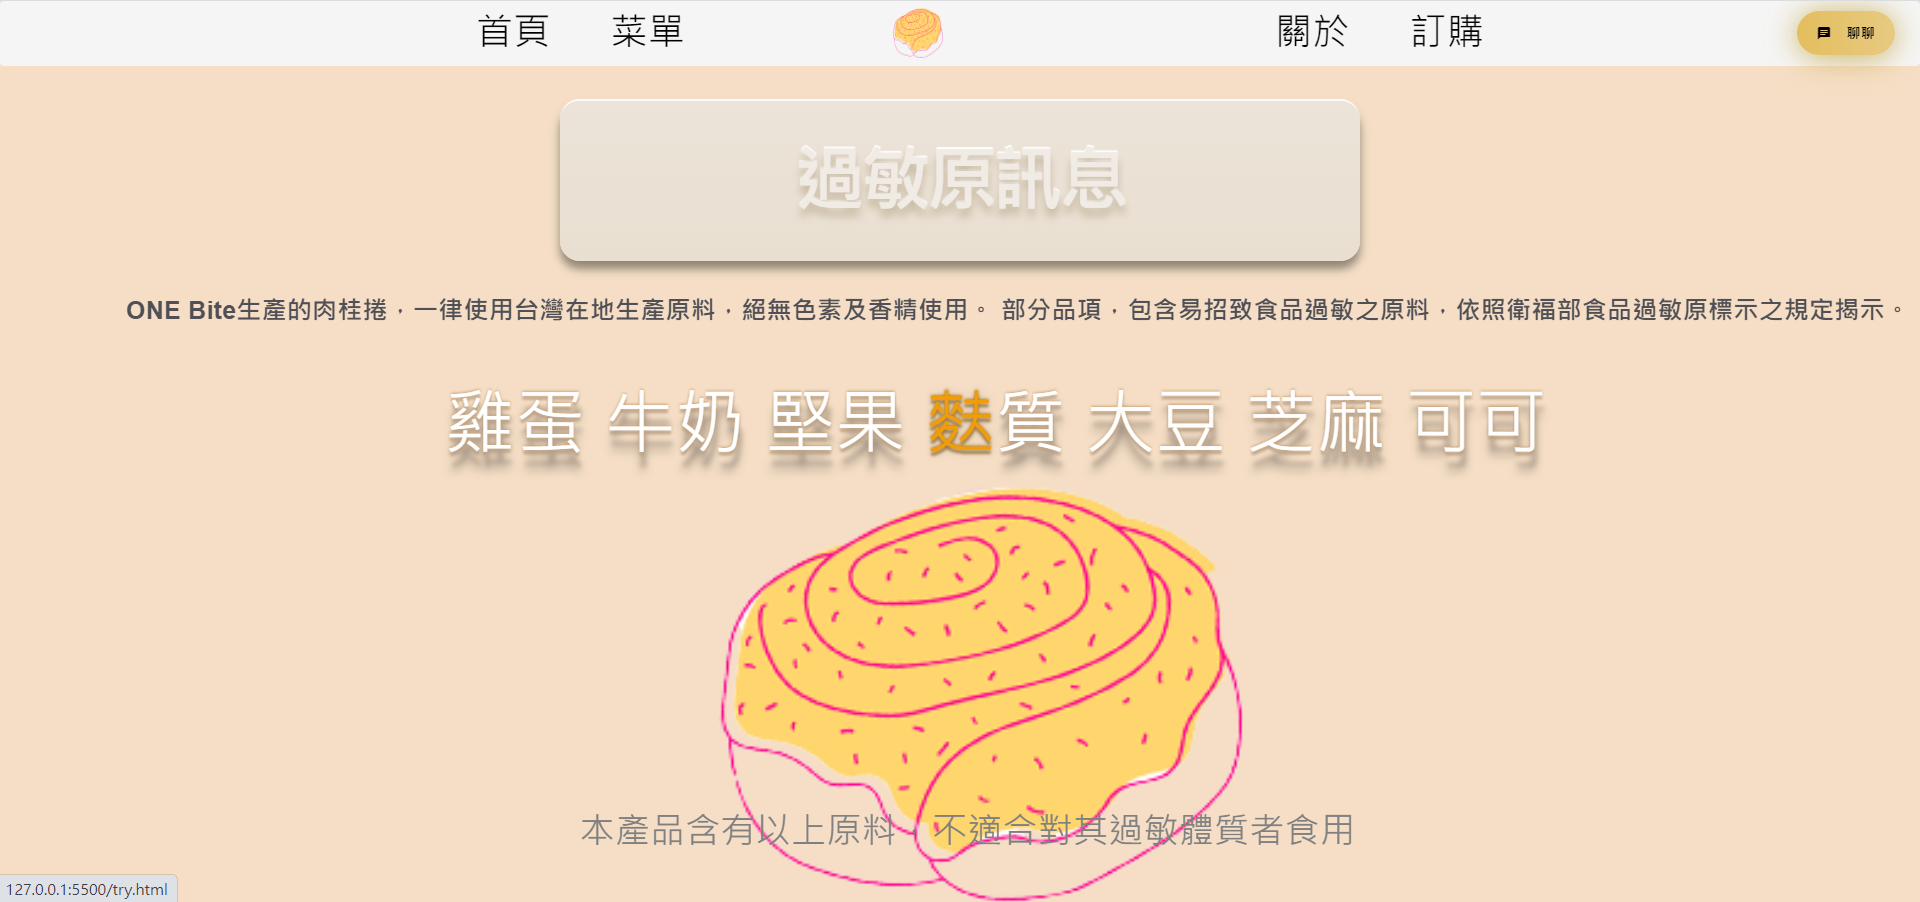 首頁 菜單 關於 訂購 聊聊
過敏原訊息
ONE Bite生產的肉桂捲，一律使用台灣在地生產原料，絕無色素及香精使用。 部分品項，包含易招致食品過敏之原料，依照衛福部食品過敏原標示之規定揭示。
雞蛋 牛奶 堅果 麩質 大豆 芝麻 可可
本產品含有以上原料，不適合對其過敏體質者食用
127.0.0.1:5500/try.html